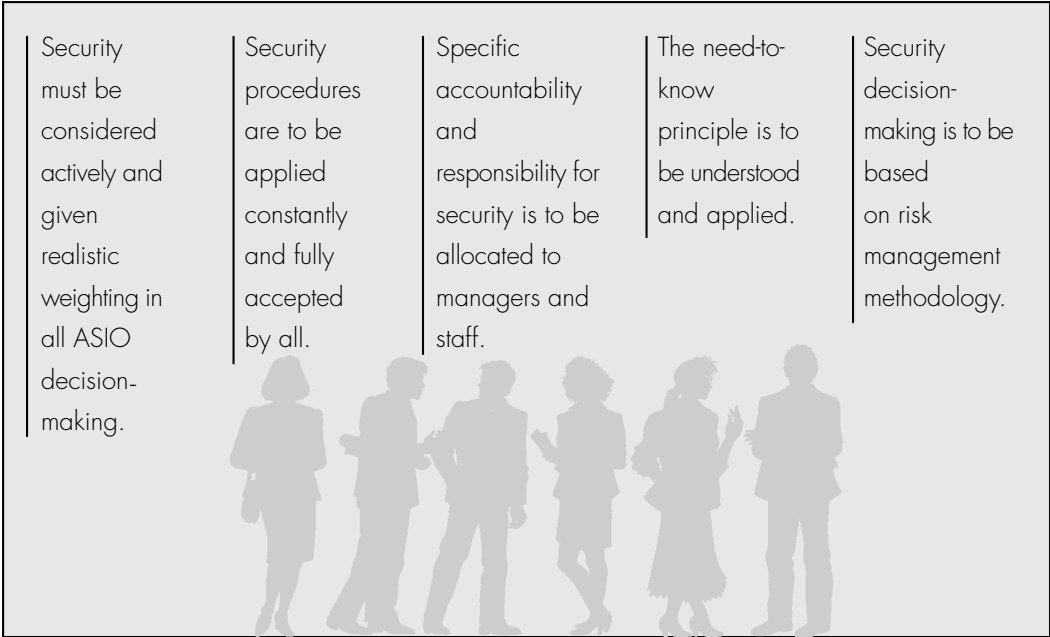 Security
must be
considered
actively and
given
realistic
weighting in
all ASIO
decision-
making.
Security
procedures
are to be
applied
constantly
and fully
accepted
by all.
Specific
accountability
and
responsibility for
security is to be
allocated to
managers and
staff.
The need-to-
know
principle is to
be understood
and applied.
Security
decision-
making is to be
based
on risk
management
methodology.